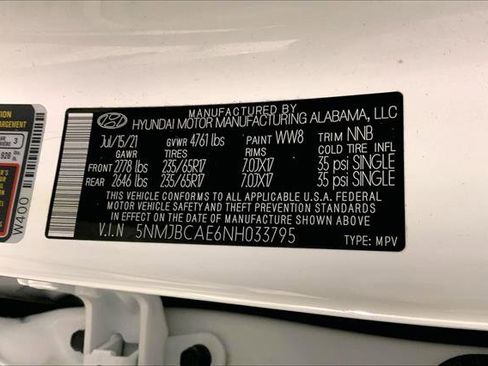 MANUFACTURED BY
HYUNDAI MOTOR MANUFACTURING ALABAMA, LLC
Jul/15/21 GVWR 4761 lbs PAINT WW8 TRIM NNB
GAWR TIRES RIMS COLD TIRE INFL
FRONT 2778 lbs 235/65R17 7.0JX17 35 psi SINGLE
REAR 2646 lbs 235/65R17 7.0JX17 35 psi SINGLE
THIS VEHICLE CONFORMS TO ALL APPLICABLE U.S.A. FEDERAL
MOTOR VEHICLE SAFETY AND THEFT PREVENTION STANDARDS
IN EFFECT ON THE DATE OF MANUFACTURE SHOWN ABOVE
V.I.N 5NMJBCAE6NH033795 TYPE: MPV
W400
3